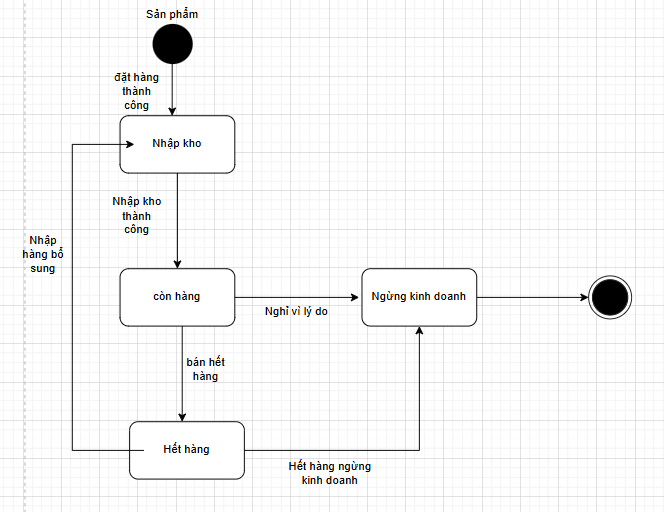 Sản phẩm
đặt hàng
thành
công
Nhập kho
Nhập kho
thành
công
Nhập
hàng bổ
sung
còn hàng
Nghỉ vì lý do
Ngừng kinh doanh
bán hết
hàng
Hết hàng
Hết hàng ngừng
kinh doanh